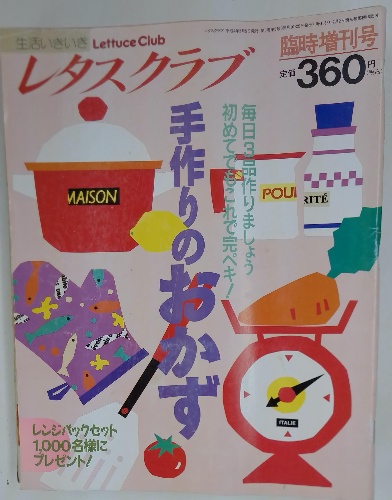 生活いきいき Lettuce Club
レタスクラブ
臨時増刊号
定価360円
毎日3品作りましょう
初めてでもこれで完ペキ!
手作りのおかず
MAISON
POU
RITÉ
ITALIE
レンジパックセット
1,000名様に
プレゼント!